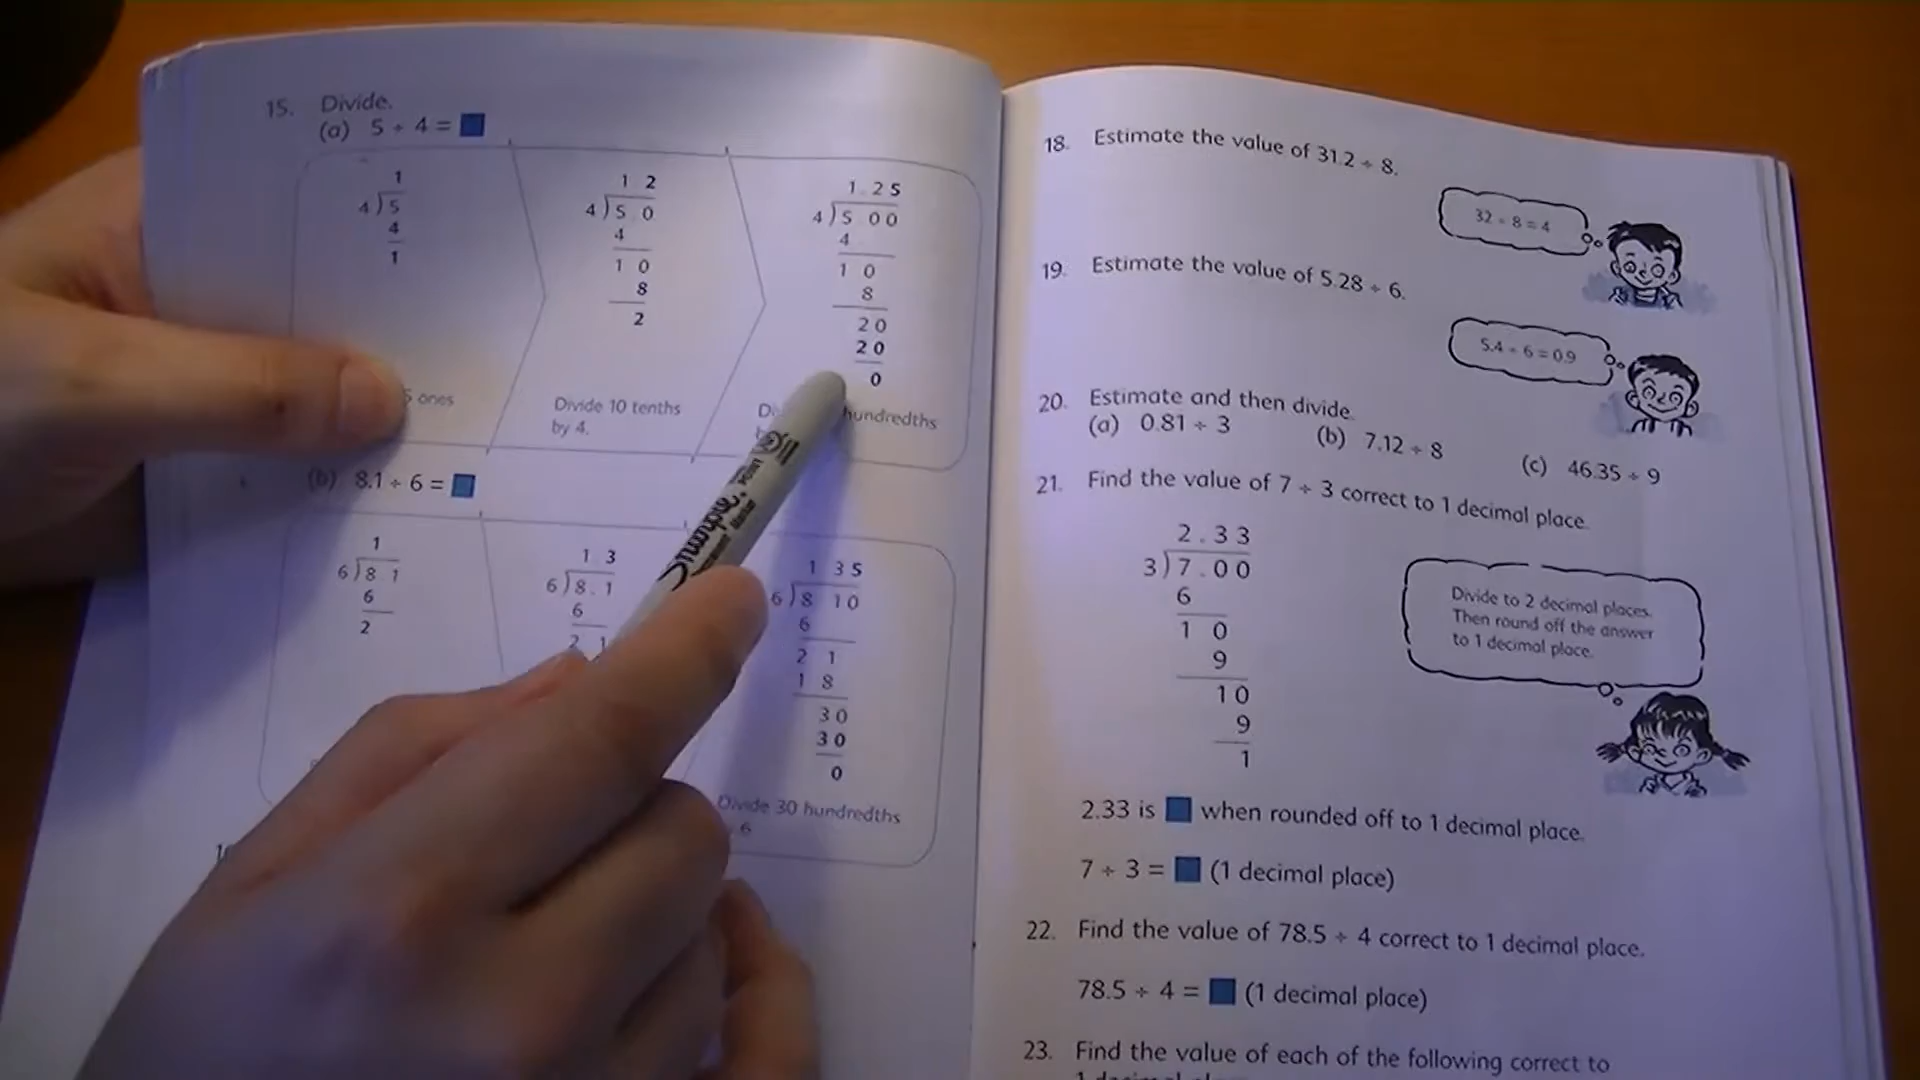 15. Divide.
(a) 5 ÷ 4 =
1
4)5
4
1
5 ones
1 2
4)5 0
4
1 0
8
2
Divide 10 tenths
by 4.
1.25
4)5 00
4
1 0
8
20
20
0
hundredths
(b) 8.1 ÷ 6 =
1
6)8 1
6
2
1 3
6)8.1
6
2 1
1 35
6)8 10
6
2 1
1 8
30
30
0
Divide 30 hundredths
6
18. Estimate the value of 31.2 ÷ 8.
32 ÷ 8 = 4
19. Estimate the value of 5.28 ÷ 6.
5.4 ÷ 6 = 0.9
20. Estimate and then divide.
(a) 0.81 ÷ 3 (b) 7.12 ÷ 8 (c) 46.35 ÷ 9
21. Find the value of 7 ÷ 3 correct to 1 decimal place.
2.33
3)7.00
6
1 0
9
10
9
1
Divide to 2 decimal places.
Then round off the answer
to 1 decimal place.
2.33 is when rounded off to 1 decimal place.
7 ÷ 3 = (1 decimal place)
22. Find the value of 78.5 ÷ 4 correct to 1 decimal place.
78.5 ÷ 4 = (1 decimal place)
23. Find the value of each of the following correct to
Sharpie